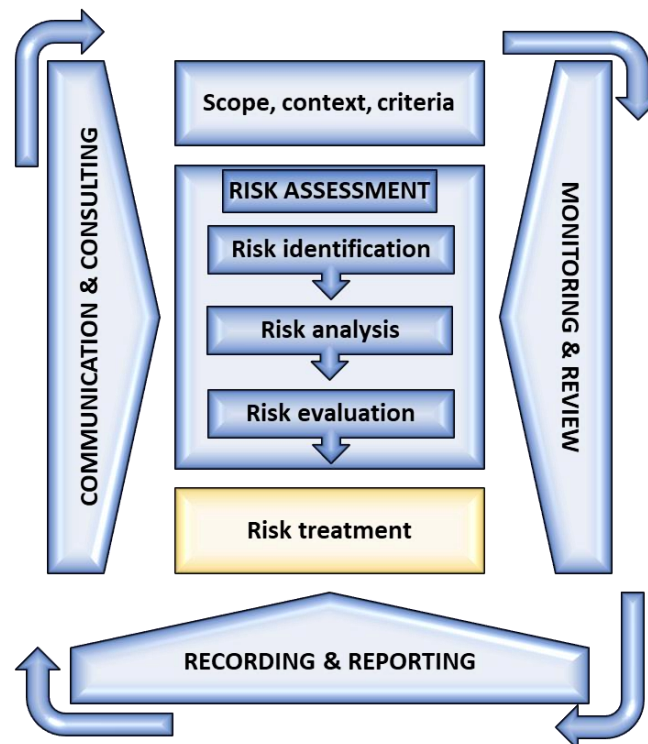 Scope, context, criteria
COMMUNICATION & CONSULTING
RISK ASSESSMENT
Risk identification
Risk analysis
Risk evaluation
MONITORING & REVIEW
Risk treatment
RECORDING & REPORTING